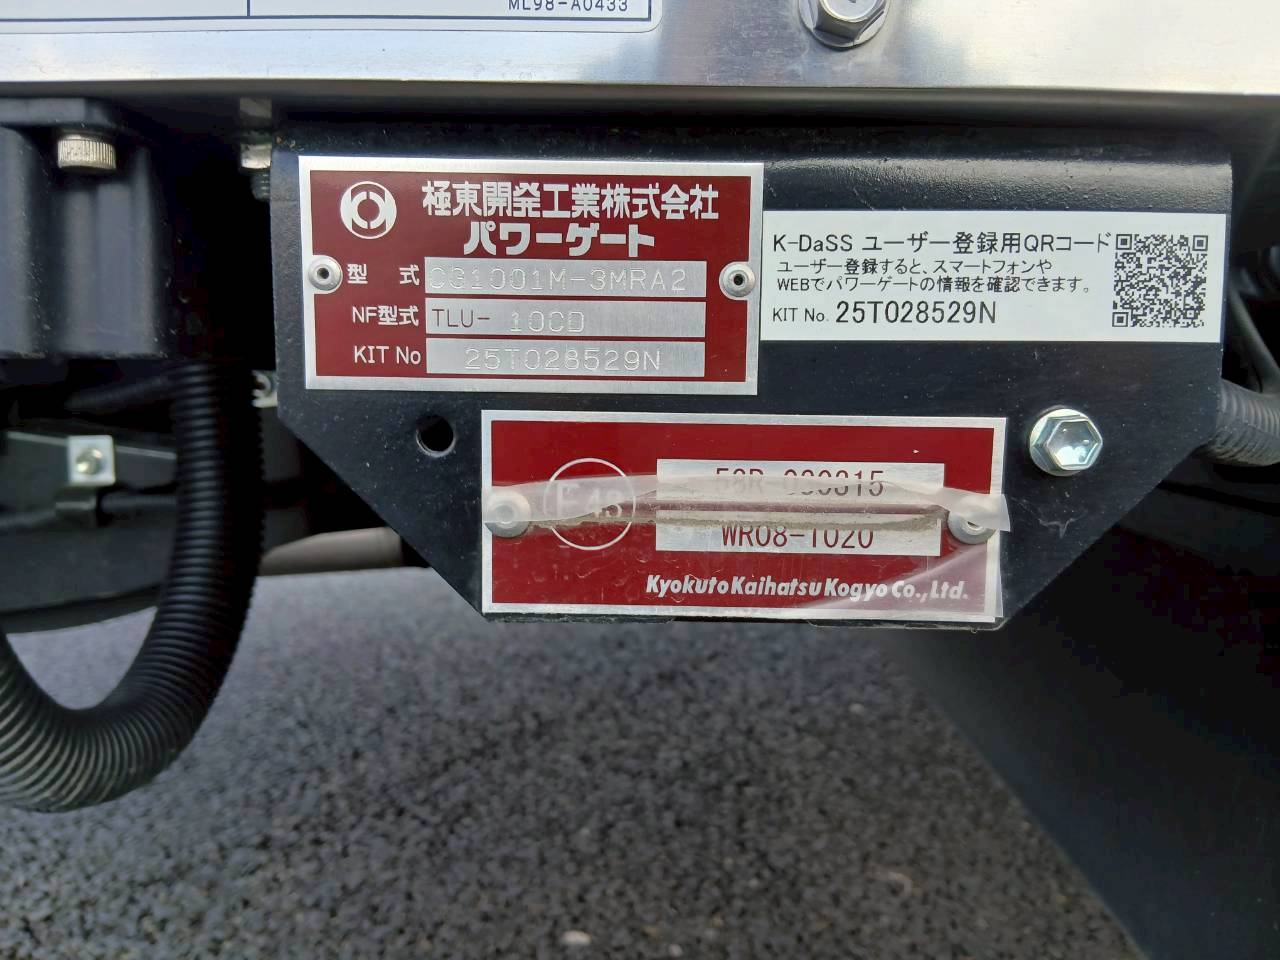 ML98-A0433
極東開発工業株式会社
パワーゲート
型 式 CG1001M-3MRA2
NF型式 TLU- 10CD
KIT No 25T028529N
K-DaSS ユーザー登録用QRコード
ユーザー登録すると、スマートフォンや
WEBでパワーゲートの情報を確認できます。
KIT No. 25T028529N
WR08-1020
Kyokuto Kaihatsu Kogyo Co., Ltd.